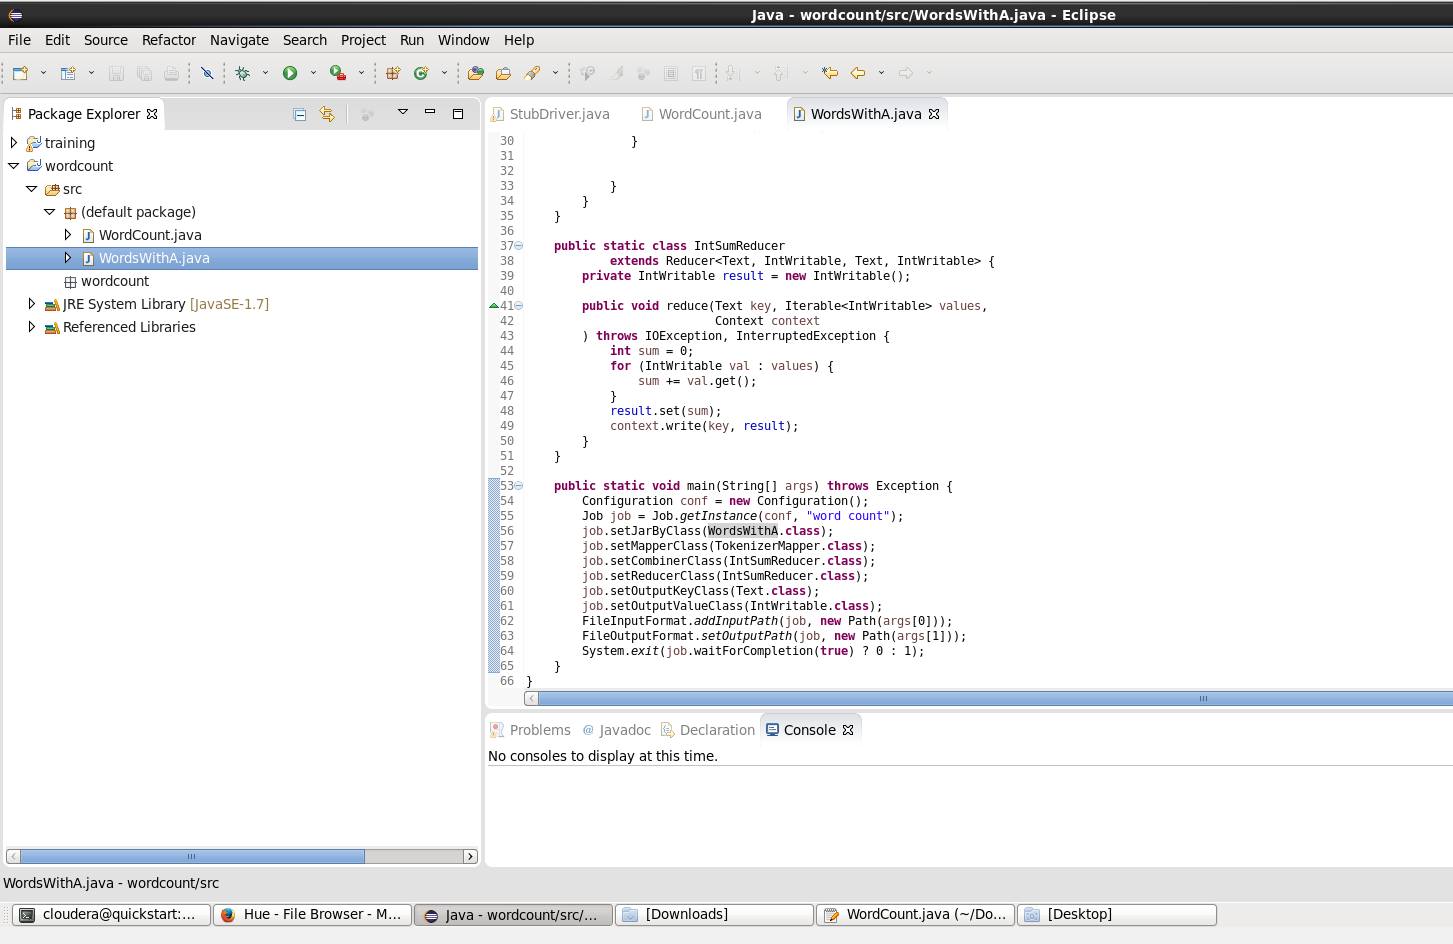 Java - wordcount/src/WordsWithA.java - Eclipse
File Edit Source Refactor Navigate Search Project Run Window Help
Package Explorer
training
wordcount
src
(default package)
WordCount.java
WordsWithA.java
wordcount
JRE System Library [JavaSE-1.7]
Referenced Libraries
StubDriver.java WordCount.java WordsWithA.java
30 }
31
32
33 }
34 }
35 }
36
37 public static class IntSumReducer
38 extends Reducer<Text, IntWritable, Text, IntWritable> {
39 private IntWritable result = new IntWritable();
40
41 public void reduce(Text key, Iterable<IntWritable> values,
42 Context context
43 ) throws IOException, InterruptedException {
44 int sum = 0;
45 for (IntWritable val : values) {
46 sum += val.get();
47 }
48 result.set(sum);
49 context.write(key, result);
50 }
51 }
52
53 public static void main(String[] args) throws Exception {
54 Configuration conf = new Configuration();
55 Job job = Job.getInstance(conf, "word count");
56 job.setJarByClass(WordsWithA.class);
57 job.setMapperClass(TokenizerMapper.class);
58 job.setCombinerClass(IntSumReducer.class);
59 job.setReducerClass(IntSumReducer.class);
60 job.setOutputKeyClass(Text.class);
61 job.setOutputValueClass(IntWritable.class);
62 FileInputFormat.addInputPath(job, new Path(args[0]));
63 FileOutputFormat.setOutputPath(job, new Path(args[1]));
64 System.exit(job.waitForCompletion(true) ? 0 : 1);
65 }
66 }
Problems @ Javadoc Declaration Console
No consoles to display at this time.
WordsWithA.java - wordcount/src
cloudera@quickstart:... Hue - File Browser - M... Java - wordcount/src/... [Downloads] WordCount.java (~/Do... [Desktop]